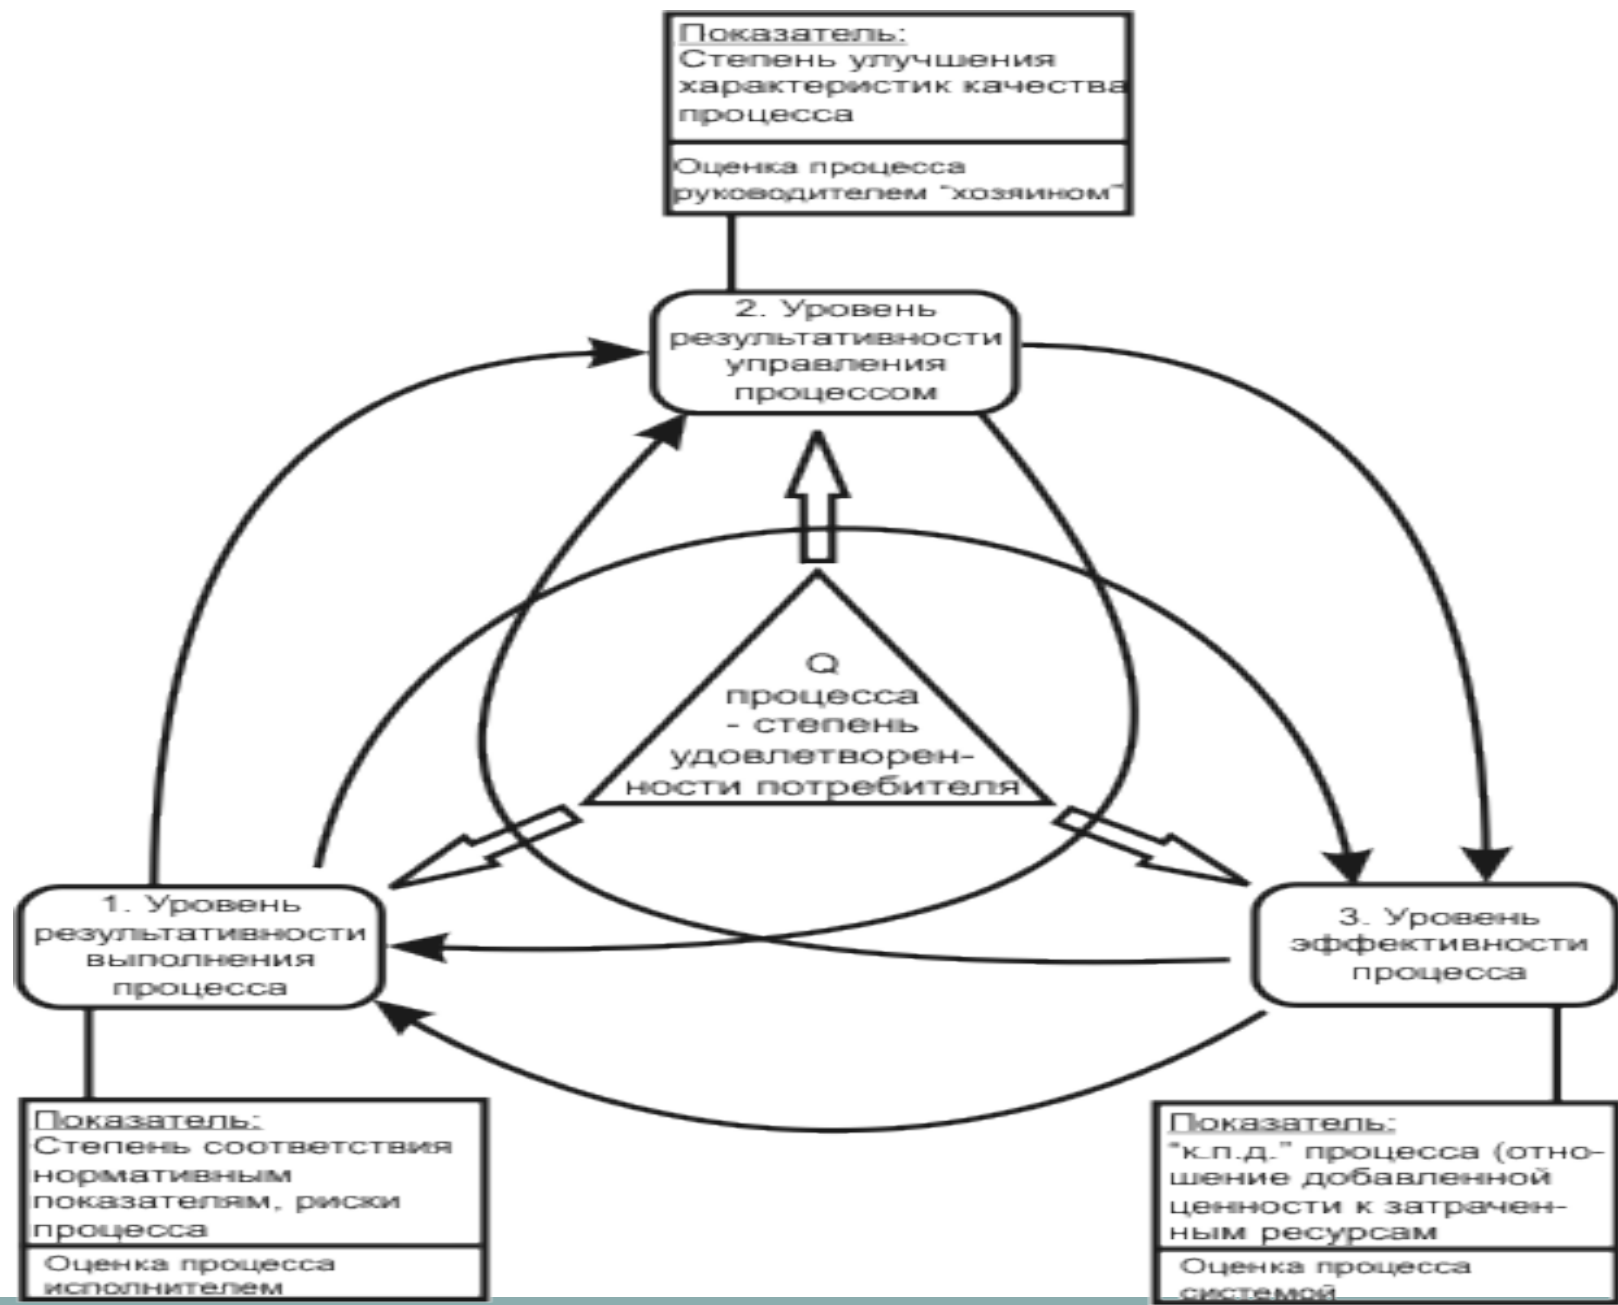 Показатель:
Степень улучшения
характеристик качества
процесса
Оценка процесса
руководителем "хозяином"
2. Уровень
результативности
управления
процессом
Q
процесса
- степень
удовлетворен-
ности потребителя
1. Уровень
результативности
выполнения
процесса
3. Уровень
эффективности
процесса
Показатель:
Степень соответствия
нормативным
показателям, риски
процесса
Оценка процесса
исполнителем
Показатель:
"к.п.д." процесса (отно-
шение добавленной
ценности к затрачен-
ным ресурсам
Оценка процесса
системой